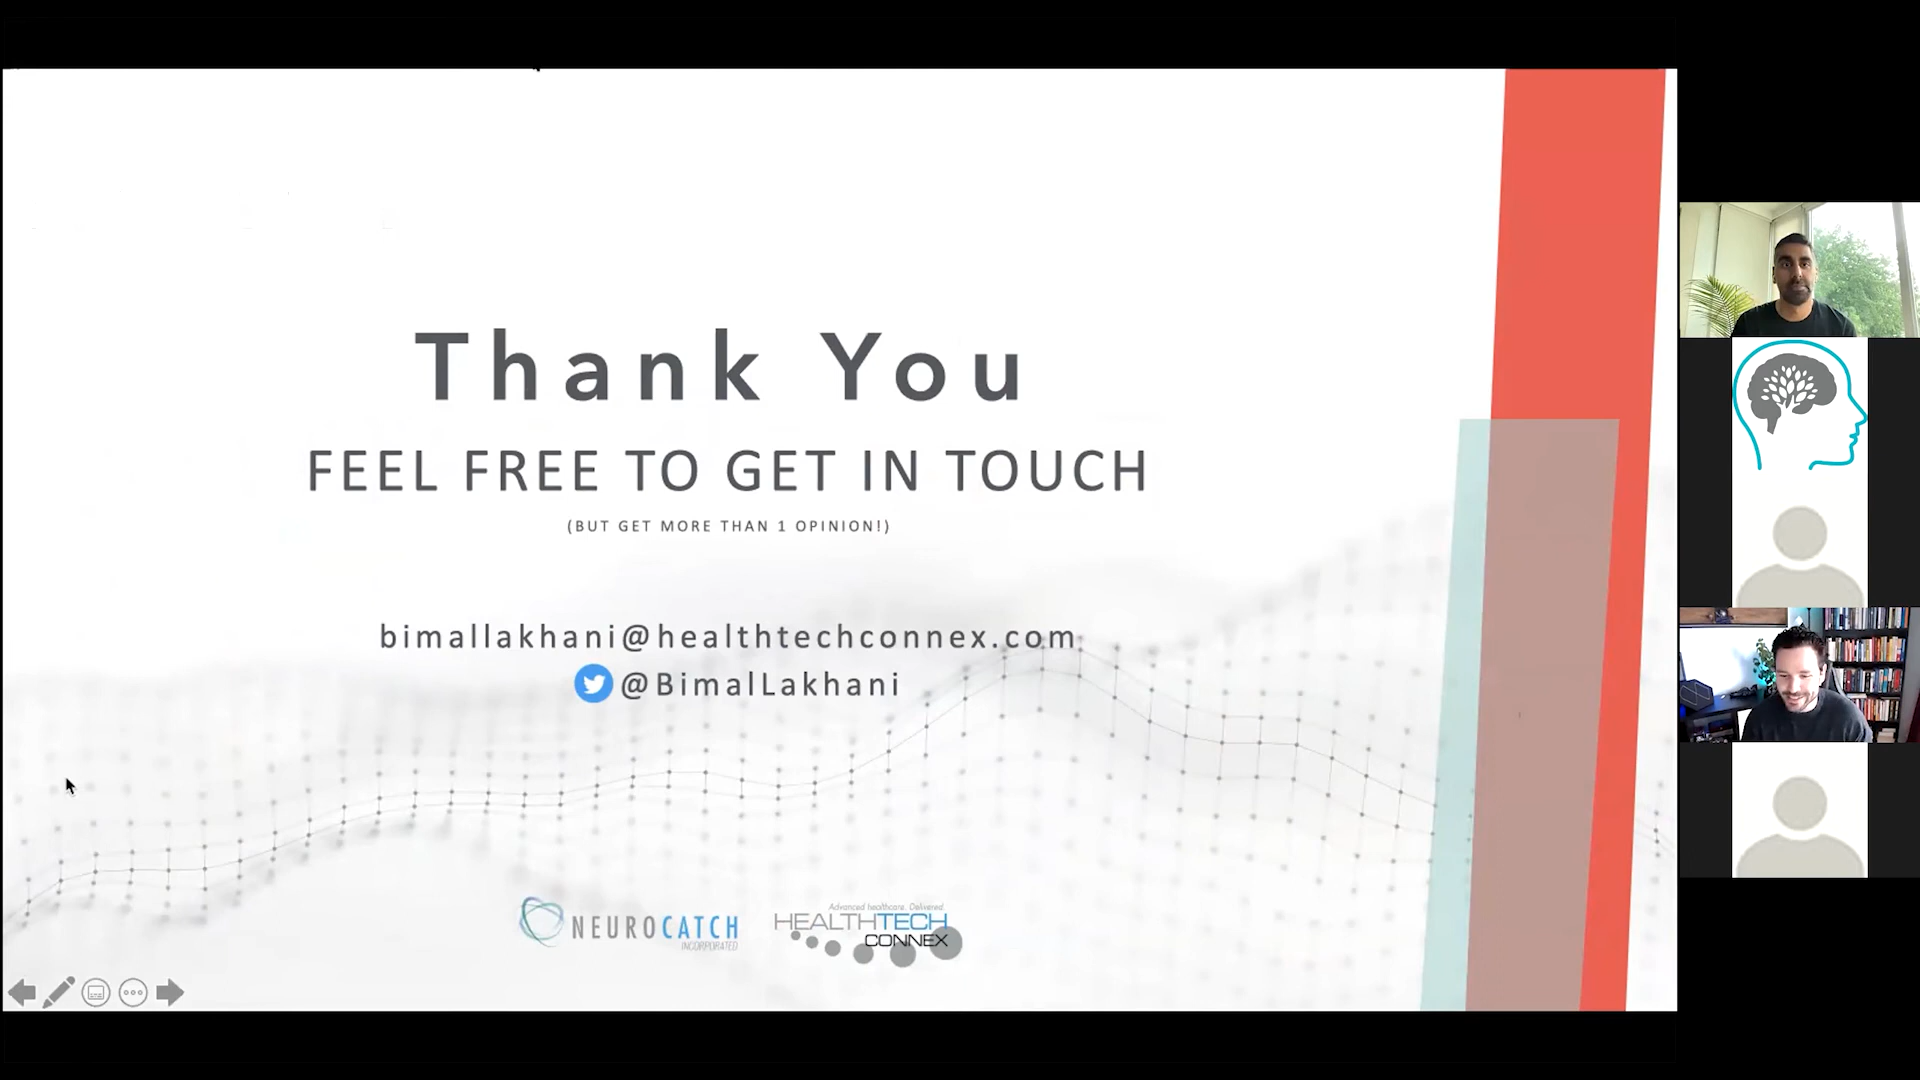 Thank You
FEEL FREE TO GET IN TOUCH
(BUT GET MORE THAN 1 OPINION!)
bimallakhani@healthtechconnex.com
@BimalLakhani
NEUROCATCH
INCORPORATED
Advanced healthcare. Delivered.
HEALTHTECH
CONNEX